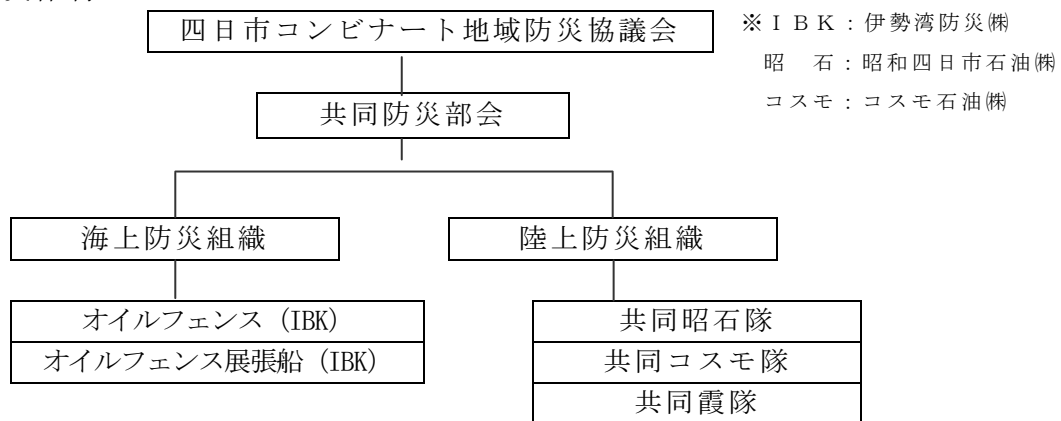 四日市コンビナート地域防災協議会
※ＩＢＫ：伊勢湾防災㈱
昭　石：昭和四日市石油㈱
コスモ：コスモ石油㈱
共同防災部会
海上防災組織
陸上防災組織
オイルフェンス (IBK)
オイルフェンス展張船 (IBK)
共同昭石隊
共同コスモ隊
共同霞隊